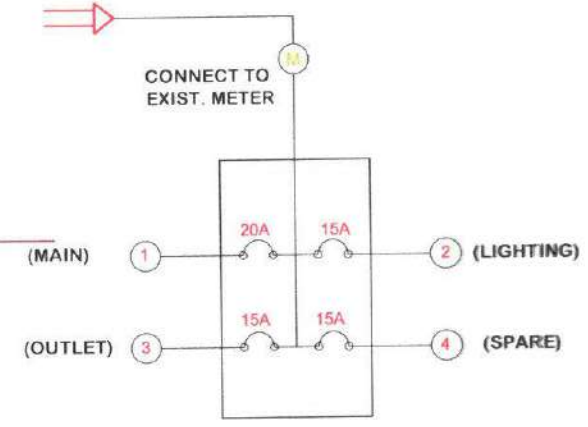 M
CONNECT TO
EXIST. METER
20A 15A
(MAIN) 1 2 (LIGHTING)
15A 15A
(OUTLET) 3 4 (SPARE)